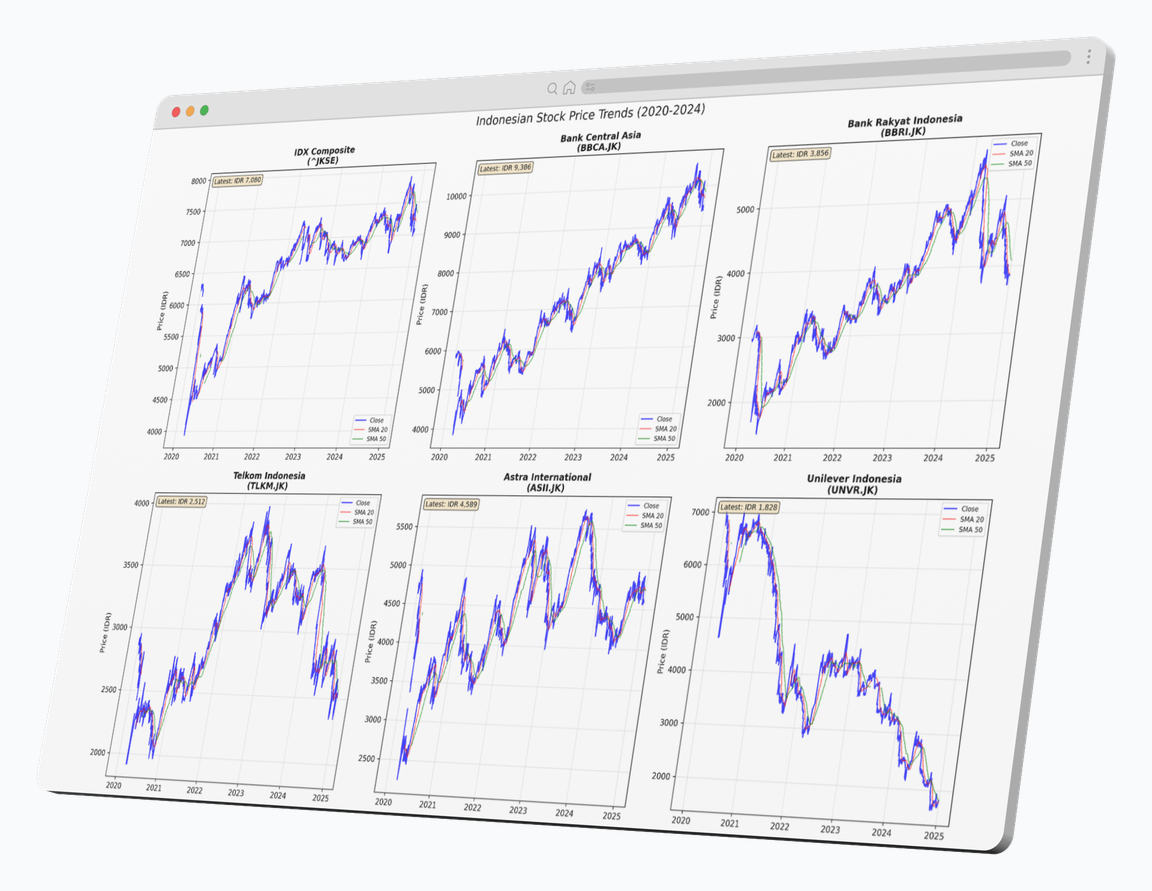 Indonesian Stock Price Trends (2020-2024)
IDX Composite
(^JKSE)
Latest: IDR 7,080
Price (IDR)
8000
7500
7000
6500
6000
5500
5000
4500
4000
2020 2021 2022 2023 2024 2025
Close
SMA 20
SMA 50
Bank Central Asia
(BBCA.JK)
Latest: IDR 9,386
Price (IDR)
10000
9000
8000
7000
6000
5000
4000
2020 2021 2022 2023 2024 2025
Close
SMA 20
SMA 50
Bank Rakyat Indonesia
(BBRI.JK)
Latest: IDR 3,856
Price (IDR)
5000
4000
3000
2000
2020 2021 2022 2023 2024 2025
Close
SMA 20
SMA 50
Telkom Indonesia
(TLKM.JK)
Latest: IDR 2,512
Price (IDR)
4000
3500
3000
2500
2000
2020 2021 2022 2023 2024 2025
Close
SMA 20
SMA 50
Astra International
(ASII.JK)
Latest: IDR 4,589
Price (IDR)
5500
5000
4500
4000
3500
3000
2500
2020 2021 2022 2023 2024 2025
Close
SMA 20
SMA 50
Unilever Indonesia
(UNVR.JK)
Latest: IDR 1,828
Price (IDR)
7000
6000
5000
4000
3000
2000
2020 2021 2022 2023 2024 2025
Close
SMA 20
SMA 50